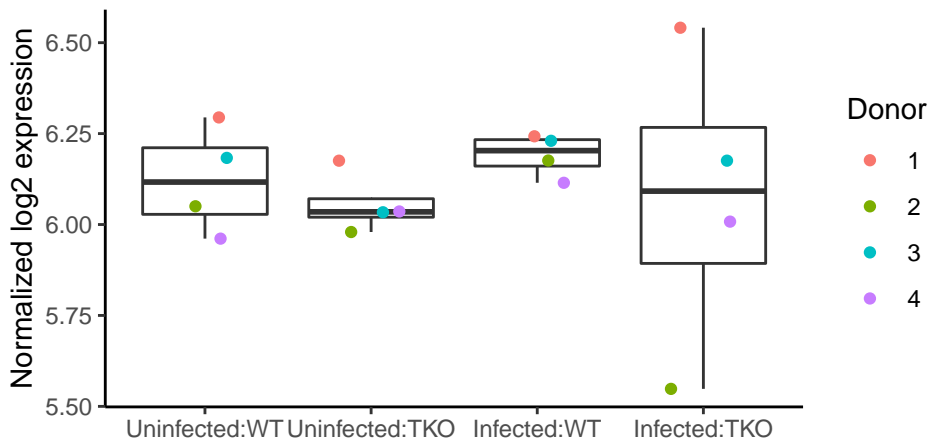 Normalized log2 expression
6.50
6.25
6.00
5.75
5.50
Uninfected:WT
Uninfected:TKO
Infected:WT
Infected:TKO
Donor
1
2
3
4